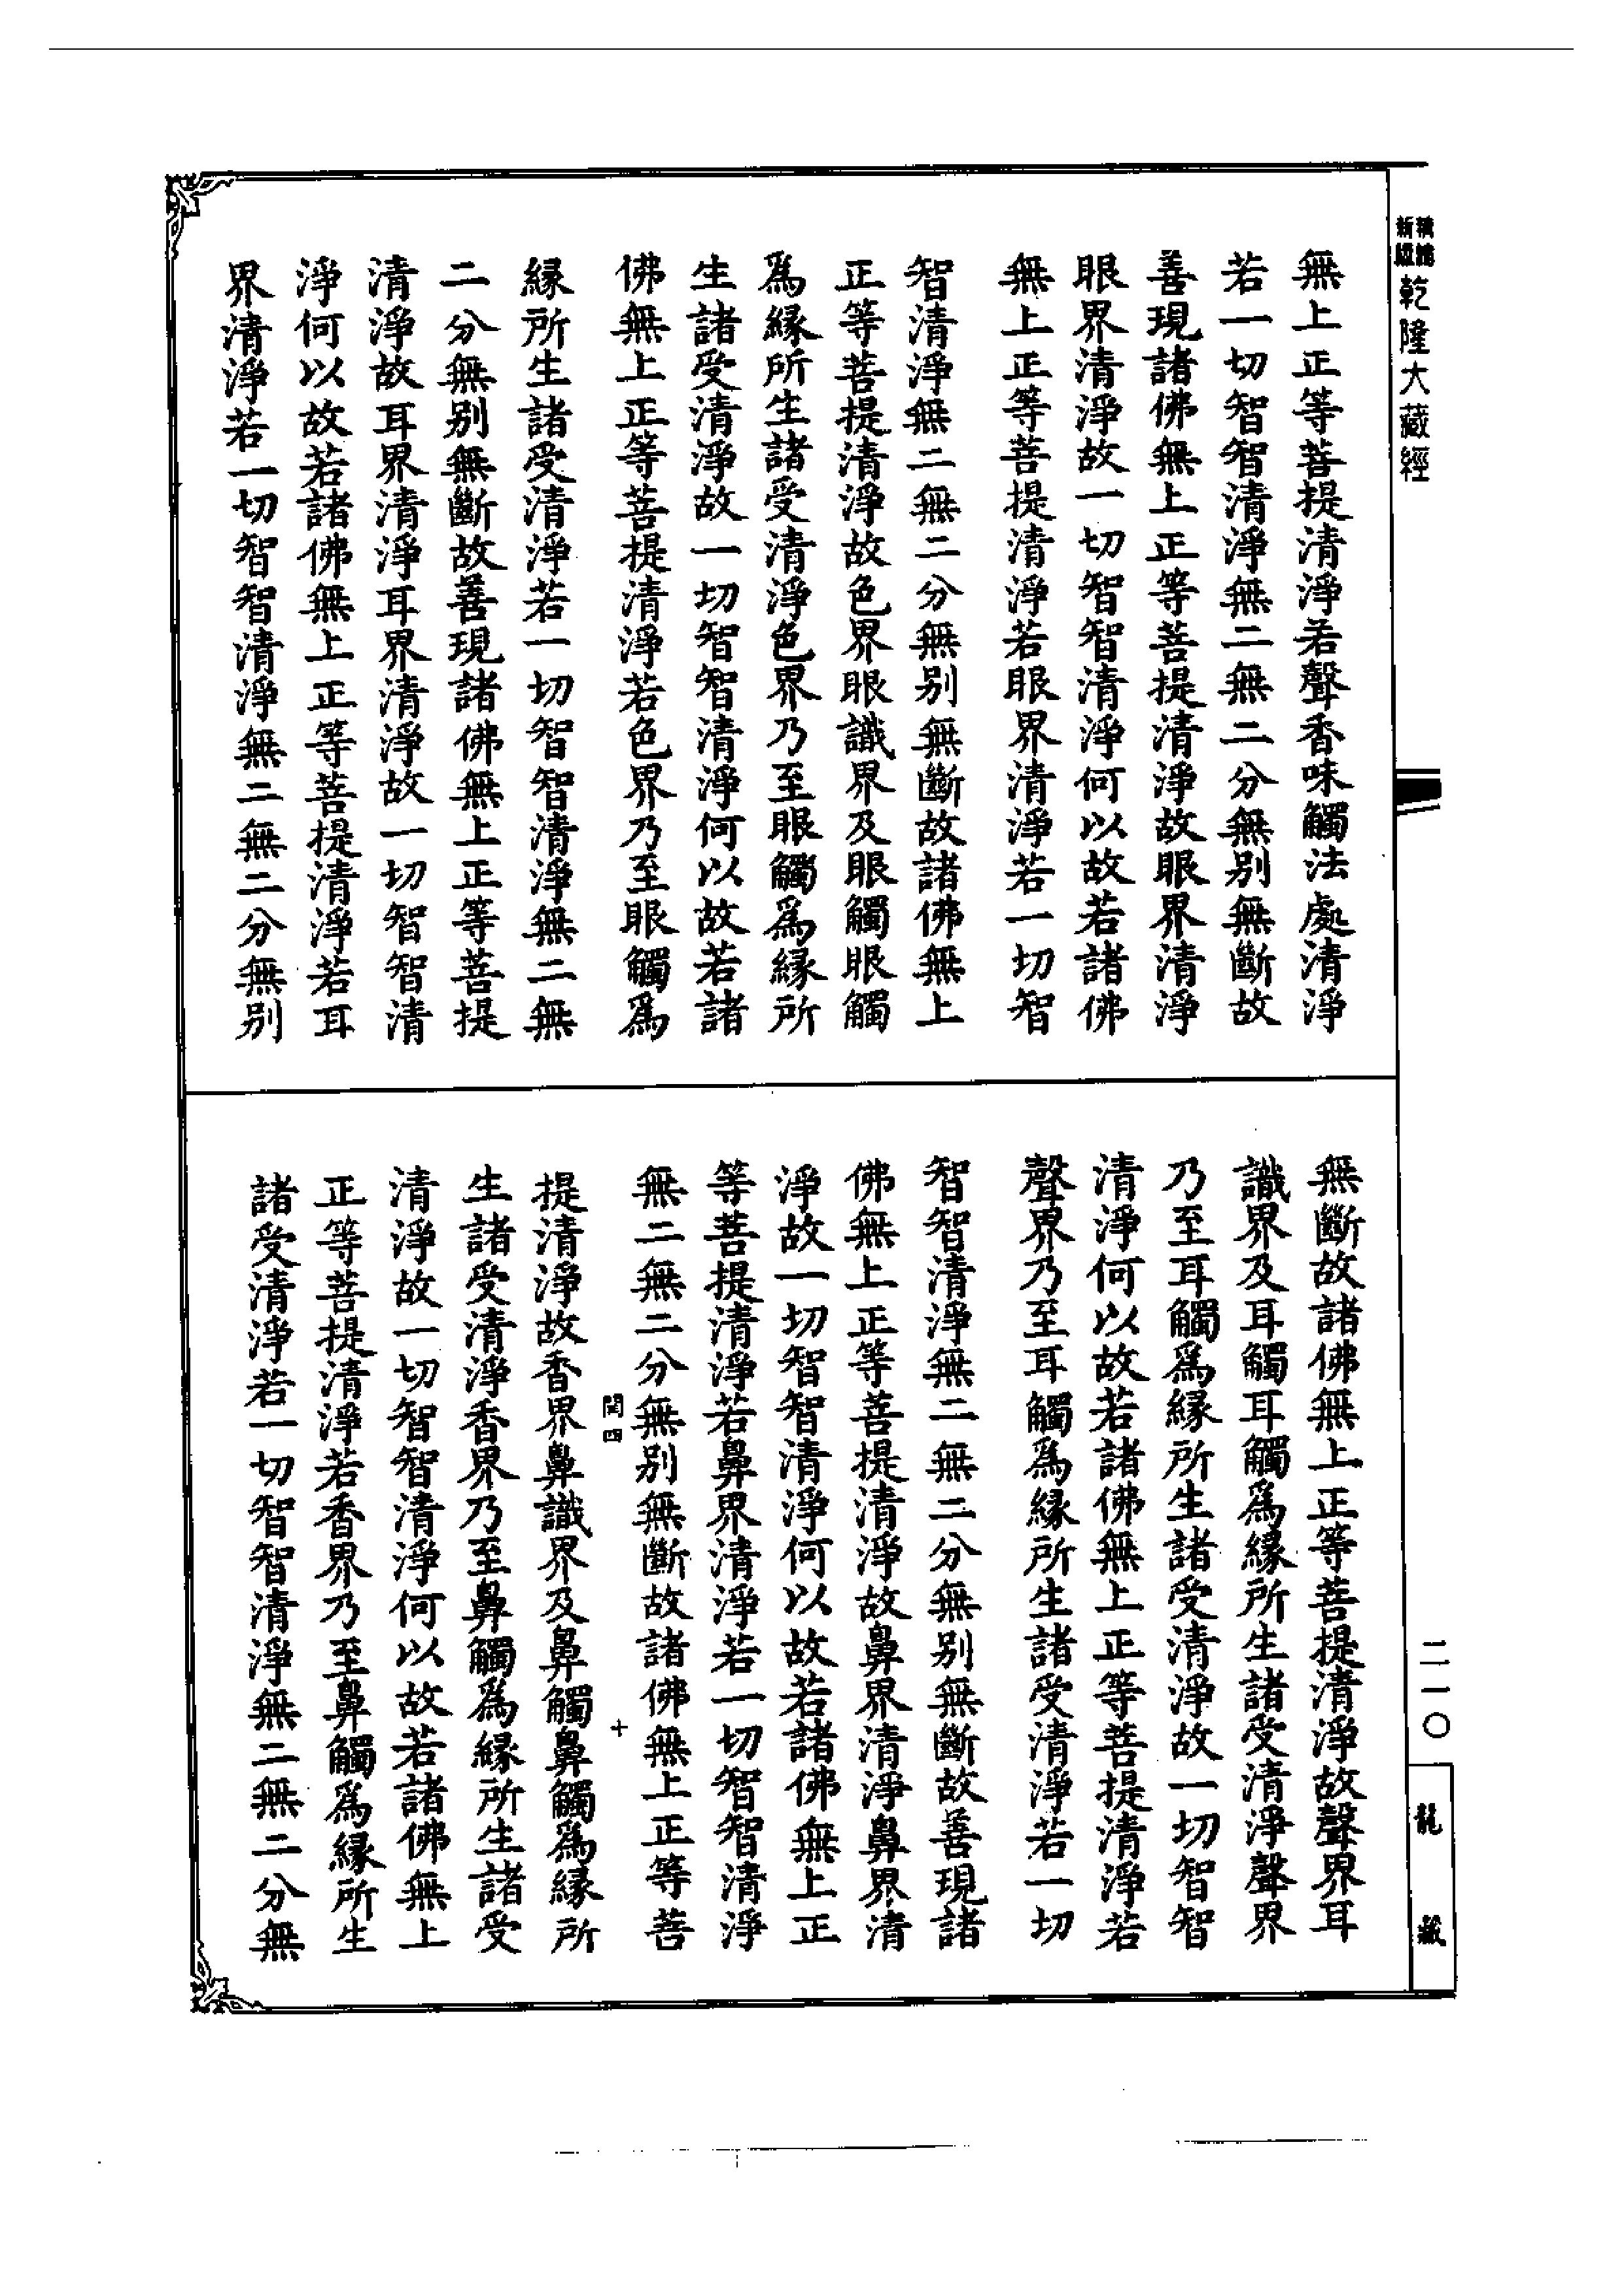 新版
乾隆大藏經
無上正等菩提清淨若聲香味觸法處清淨
若一切智智清淨無二無二分無别無斷故
善現諸佛無上正等菩提清淨故眼界清淨
眼界清淨故一切智智清淨何以故若諸佛
無上正等菩提清淨若眼界清淨若一切智
智清淨無二無二分無别無斷故諸佛無上
正等菩提清淨故色界眼識界及眼觸眼觸
爲緣所生諸受清淨色界乃至眼觸爲緣所
生諸受清淨故一切智智清淨何以故若諸
佛無上正等菩提清淨若色界乃至眼觸爲
緣所生諸受清淨若一切智智清淨無二無
二分無别無斷故善現諸佛無上正等菩提
清淨故耳界清淨耳界清淨故一切智智清
淨何以故若諸佛無上正等菩提清淨若耳
界清淨若一切智智清淨無二無二分無别
無斷故諸佛無上正等菩提清淨故聲界耳
識界及耳觸耳觸爲緣所生諸受清淨聲界
乃至耳觸爲緣所生諸受清淨故一切智智
清淨何以故若諸佛無上正等菩提清淨若
聲界乃至耳觸爲緣所生諸受清淨若一切
智智清淨無二無二分無别無斷故善現諸
佛無上正等菩提清淨故鼻界清淨鼻界清
淨故一切智智清淨何以故若諸佛無上正
等菩提清淨若鼻界清淨若一切智智清淨
無二無二分無别無斷故諸佛無上正等菩
閏四
十
提清淨故香界鼻識界及鼻觸鼻觸爲緣所
生諸受清淨香界乃至鼻觸爲緣所生諸受
清淨故一切智智清淨何以故若諸佛無上
正等菩提清淨若香界乃至鼻觸爲緣所生
諸受清淨若一切智智清淨無二無二分無
二一〇
龍藏